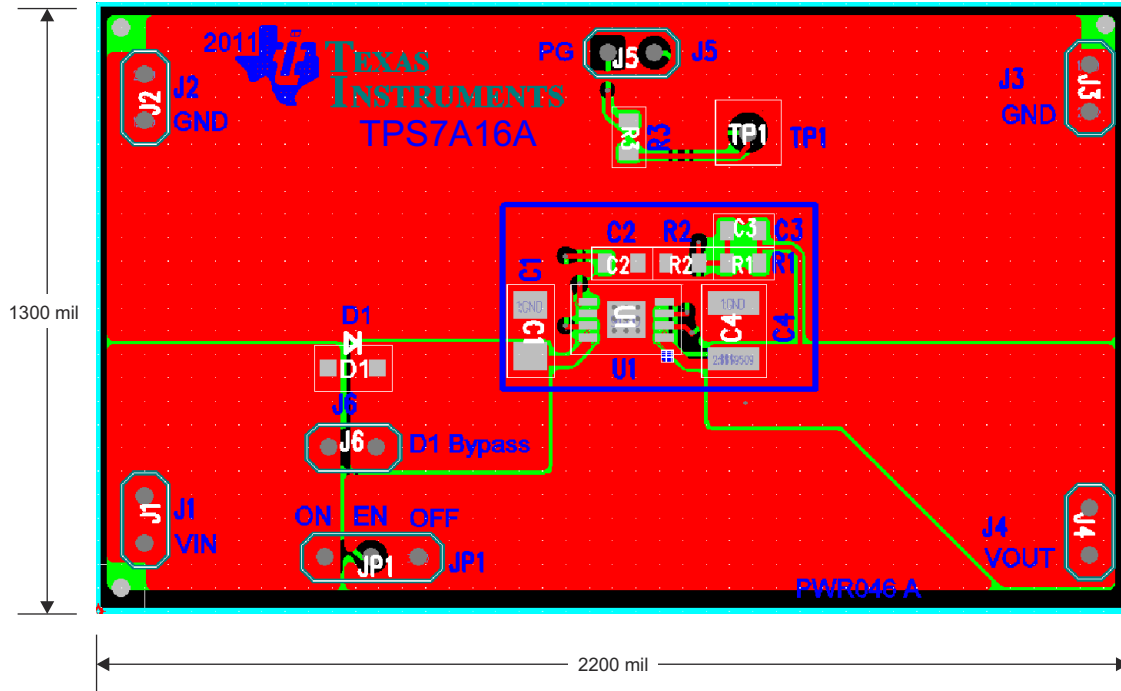 2011 TEXAS INSTRUMENTS
TPS7A16A
PG J5 J5
J2 J2
GND
J3 J3
GND
R3 R3
TP1 TP1
C2 R2 C3 C3
C2 R2 R1 R1
C1
1GND
C1
U1
1GND
C4 C4
U1
1300 mil
D1
D1
J6
J6 D1 Bypass
J1 J1
VIN
ON EN OFF
JP1 JP1
J4 J4
VOUT
PWR046 A
2200 mil